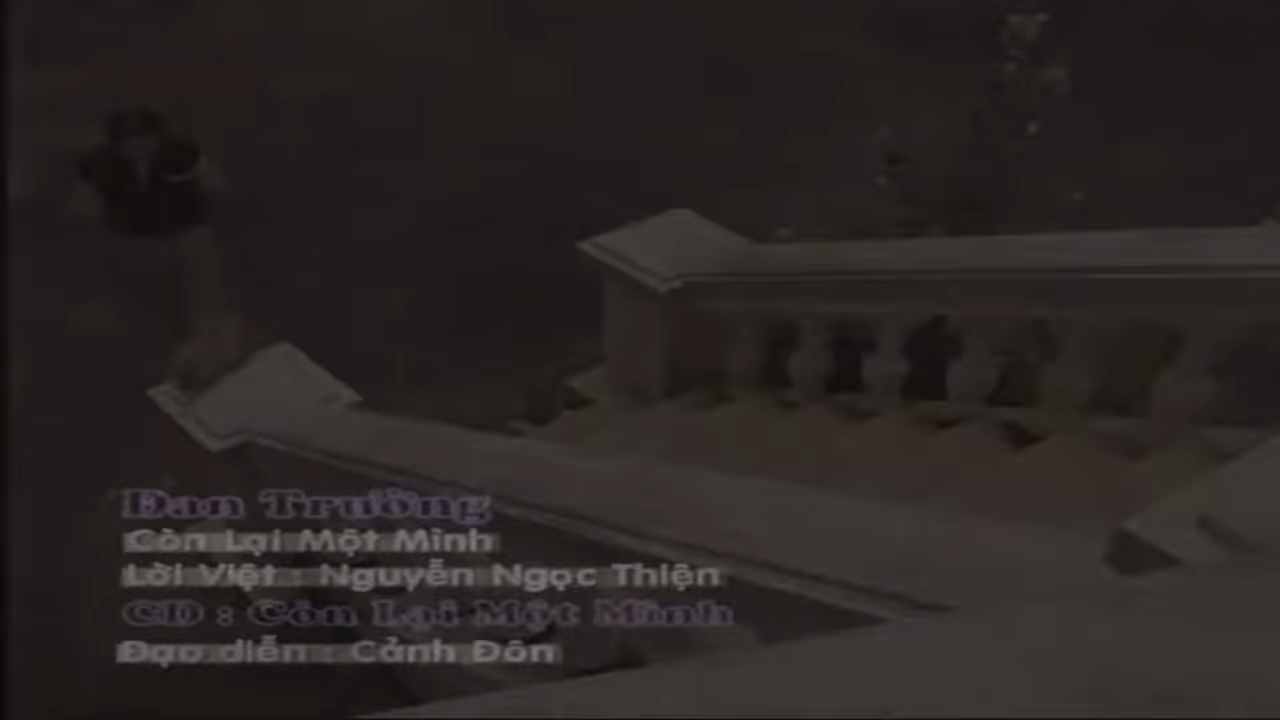 Đan Trường
Còn Lại Một Mình
Lời Việt : Nguyễn Ngọc Thiện
CD : Còn Lại Một Mình
Đạo diễn : Cảnh Đôn